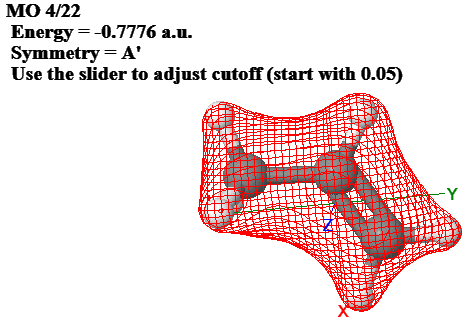 MO 4/22
Energy = -0.7776 a.u.
Symmetry = A'
Use the slider to adjust cutoff (start with 0.05)
Y
Z
X